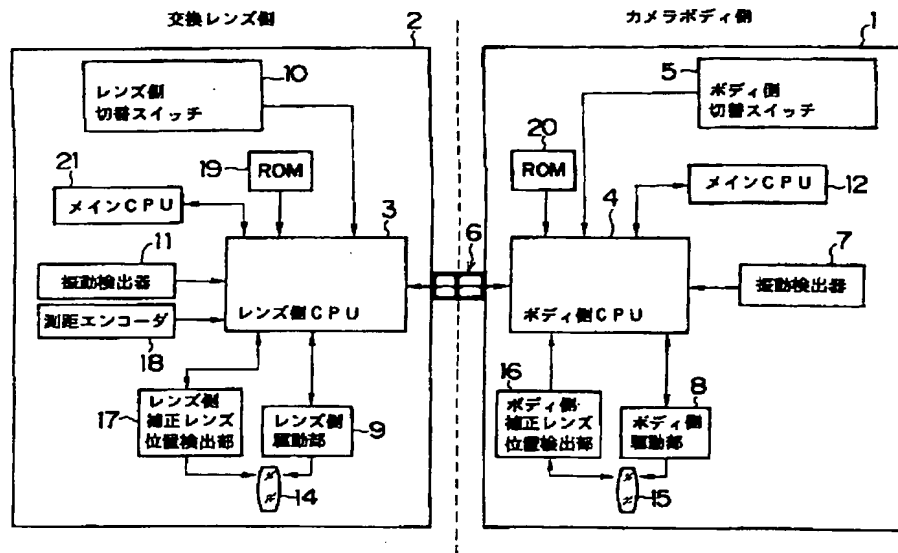 交換レンズ側
2
10
レンズ側
切替スイッチ
21
メインCPU
19
ROM
3
レンズ側CPU
11
振動検出器
測距エンコーダ
18
17
レンズ側
補正レンズ
位置検出部
レンズ側
駆動部
9
14
6
カメラボディ側
1
5
ボディ側
切替スイッチ
20
ROM
4
ボディ側CPU
メインCPU
12
7
振動検出器
16
ボディ側
補正レンズ
位置検出部
8
ボディ側
駆動部
15